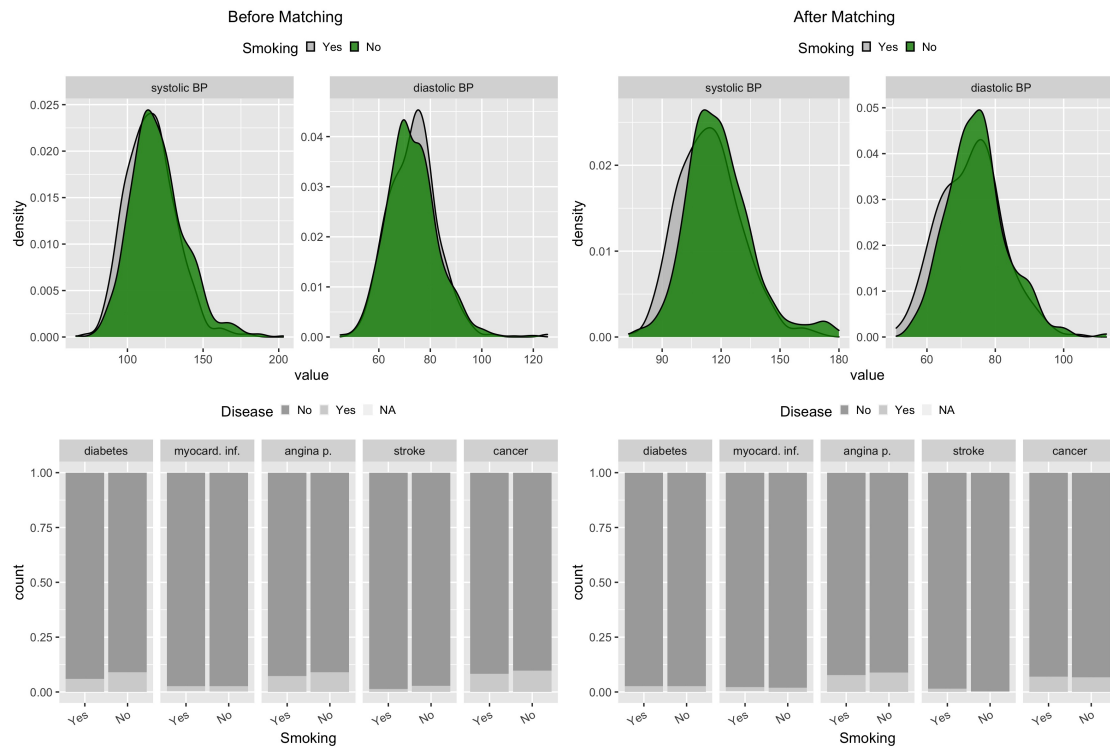 Before Matching
Smoking Yes No
systolic BP diastolic BP
density
0.025
0.020
0.015
0.010
0.005
0.000
0.04
0.03
0.02
0.01
0.00
100 150 200
60 80 100 120
value
After Matching
Smoking Yes No
systolic BP diastolic BP
density
0.02
0.01
0.00
0.05
0.04
0.03
0.02
0.01
0.00
90 120 150 180
60 80 100
value
Disease No Yes NA
diabetes myocard. inf. angina p. stroke cancer
count
1.00
0.75
0.50
0.25
0.00
Yes No Yes No Yes No Yes No Yes No
Smoking
Disease No Yes NA
diabetes myocard. inf. angina p. stroke cancer
count
1.00
0.75
0.50
0.25
0.00
Yes No Yes No Yes No Yes No Yes No
Smoking